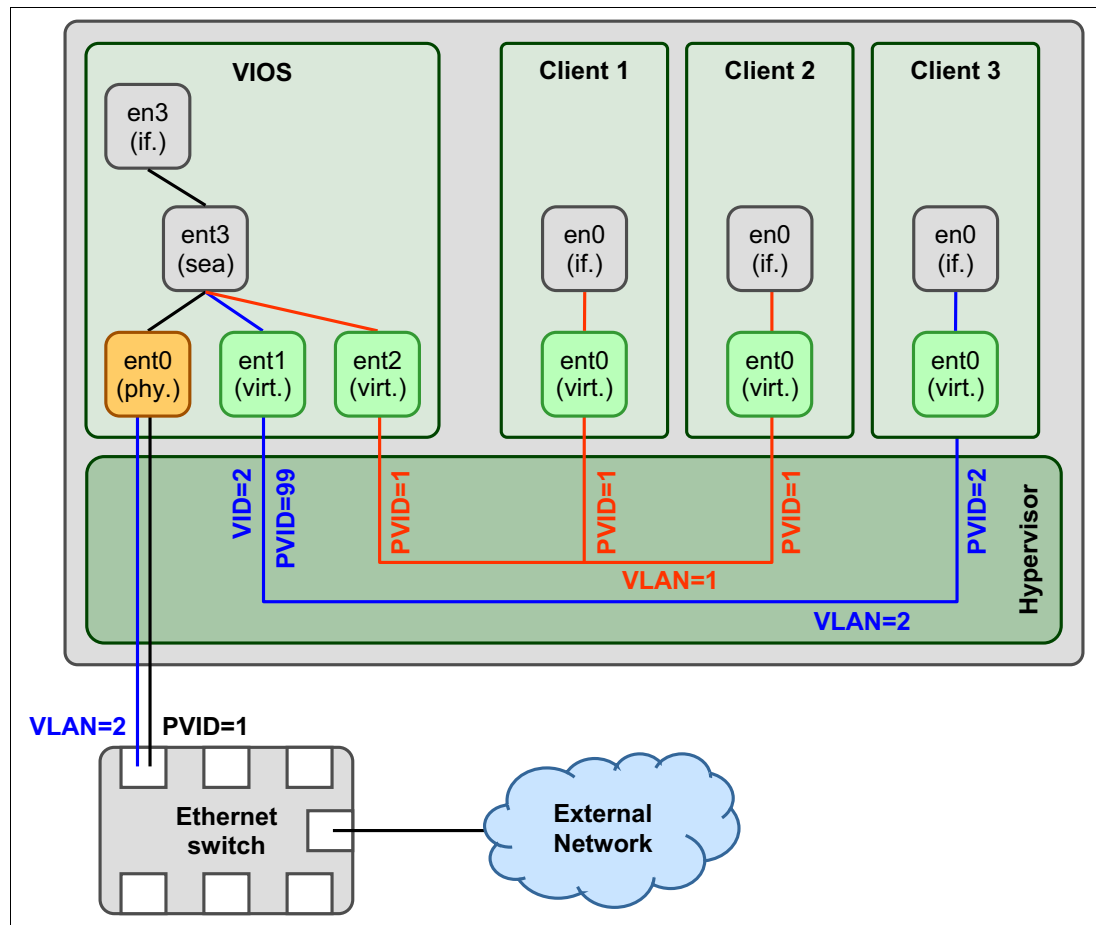 VIOS
Client 1
Client 2
Client 3
en3
(if.)
ent3
(sea)
en0
(if.)
en0
(if.)
en0
(if.)
ent0
(phy.)
ent1
(virt.)
ent2
(virt.)
ent0
(virt.)
ent0
(virt.)
ent0
(virt.)
VID=2
PVID=99
PVID=1
PVID=1
PVID=1
PVID=2
Hypervisor
VLAN=1
VLAN=2
VLAN=2
PVID=1
Ethernet
switch
External
Network